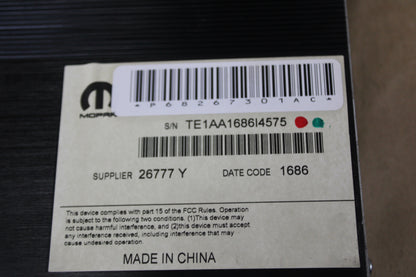 MOPAR
*P68267301AC*
S/N TE1AA1686I4575
SUPPLIER 26777 Y DATE CODE 1686
This device complies with part 15 of the FCC Rules. Operation
is subject to the following two conditions. (1)This device may
not cause harmful interference, and (2)this device must accept
any interference received, including interference that may
cause undesired operation
MADE IN CHINA